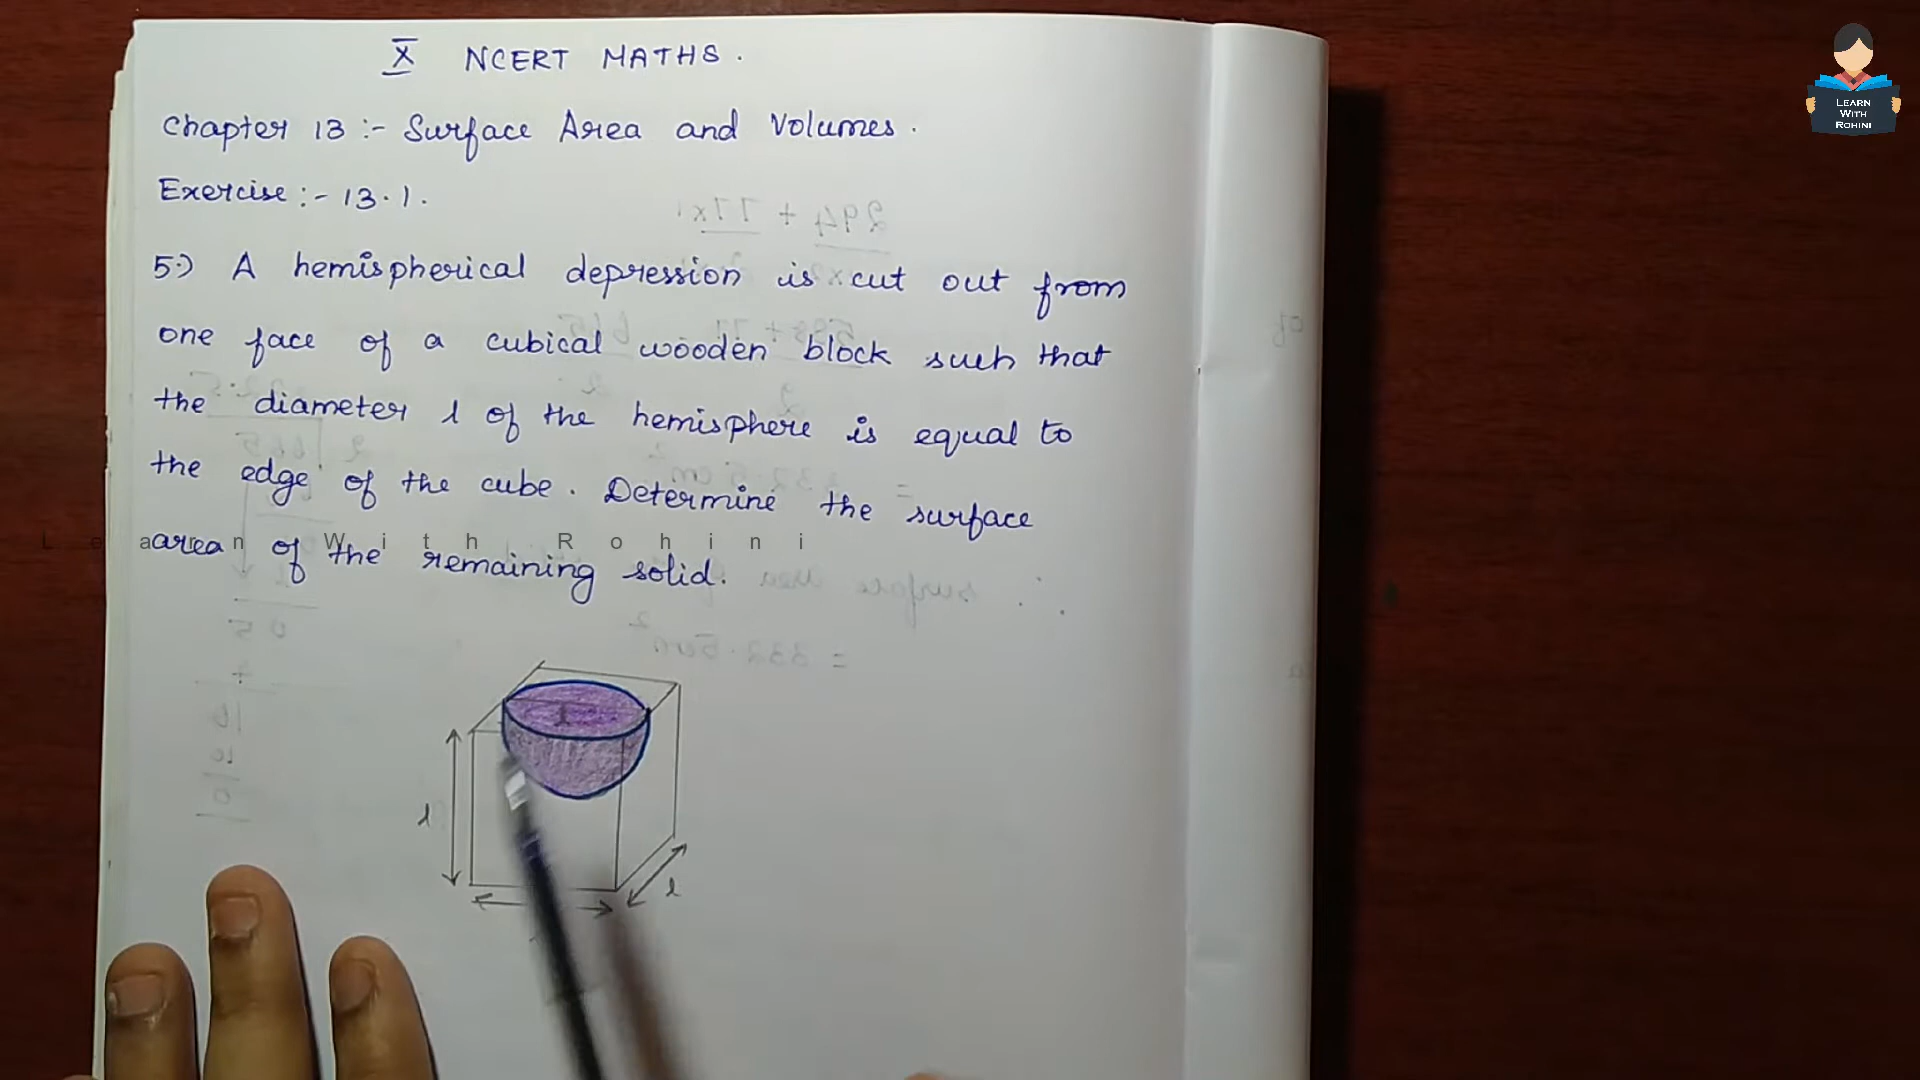 X NCERT MATHS.
Chapter 13 :- Surface Area and Volumes.
Exercise :- 13.1.
5:) A hemispherical depression is cut out from
one face of a cubical wooden block such that
the diameter l of the hemisphere is equal to
the edge of the cube. Determine the surface
area of the remaining solid.
Learn With Rohini
l
l
l
LEARN
WITH
ROHINI